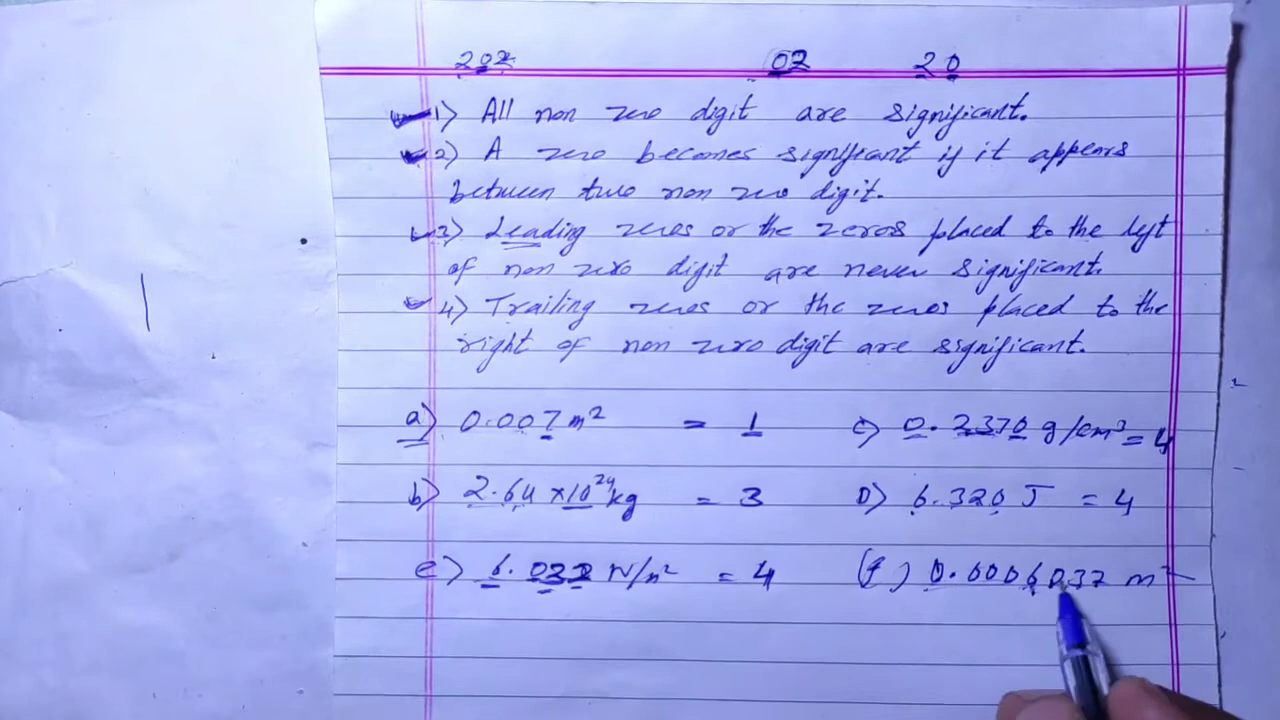 202 02 20
1) All non zero digit are significant.
2) A zero becomes significant if it appears
between two non zero digit.
3) Leading zeros or the zeros placed to the left
of non zero digit are never significant.
4) Trailing zeros or the zeros placed to the
right of non zero digit are significant.
a) 0.007 m² = 1 c) 0.2370 g/cm³ = 4
b) 2.64 x10²⁴ kg = 3 D) 6.320 J = 4
e) 6.032 N/m² = 4 (f) 0.0006037 m²